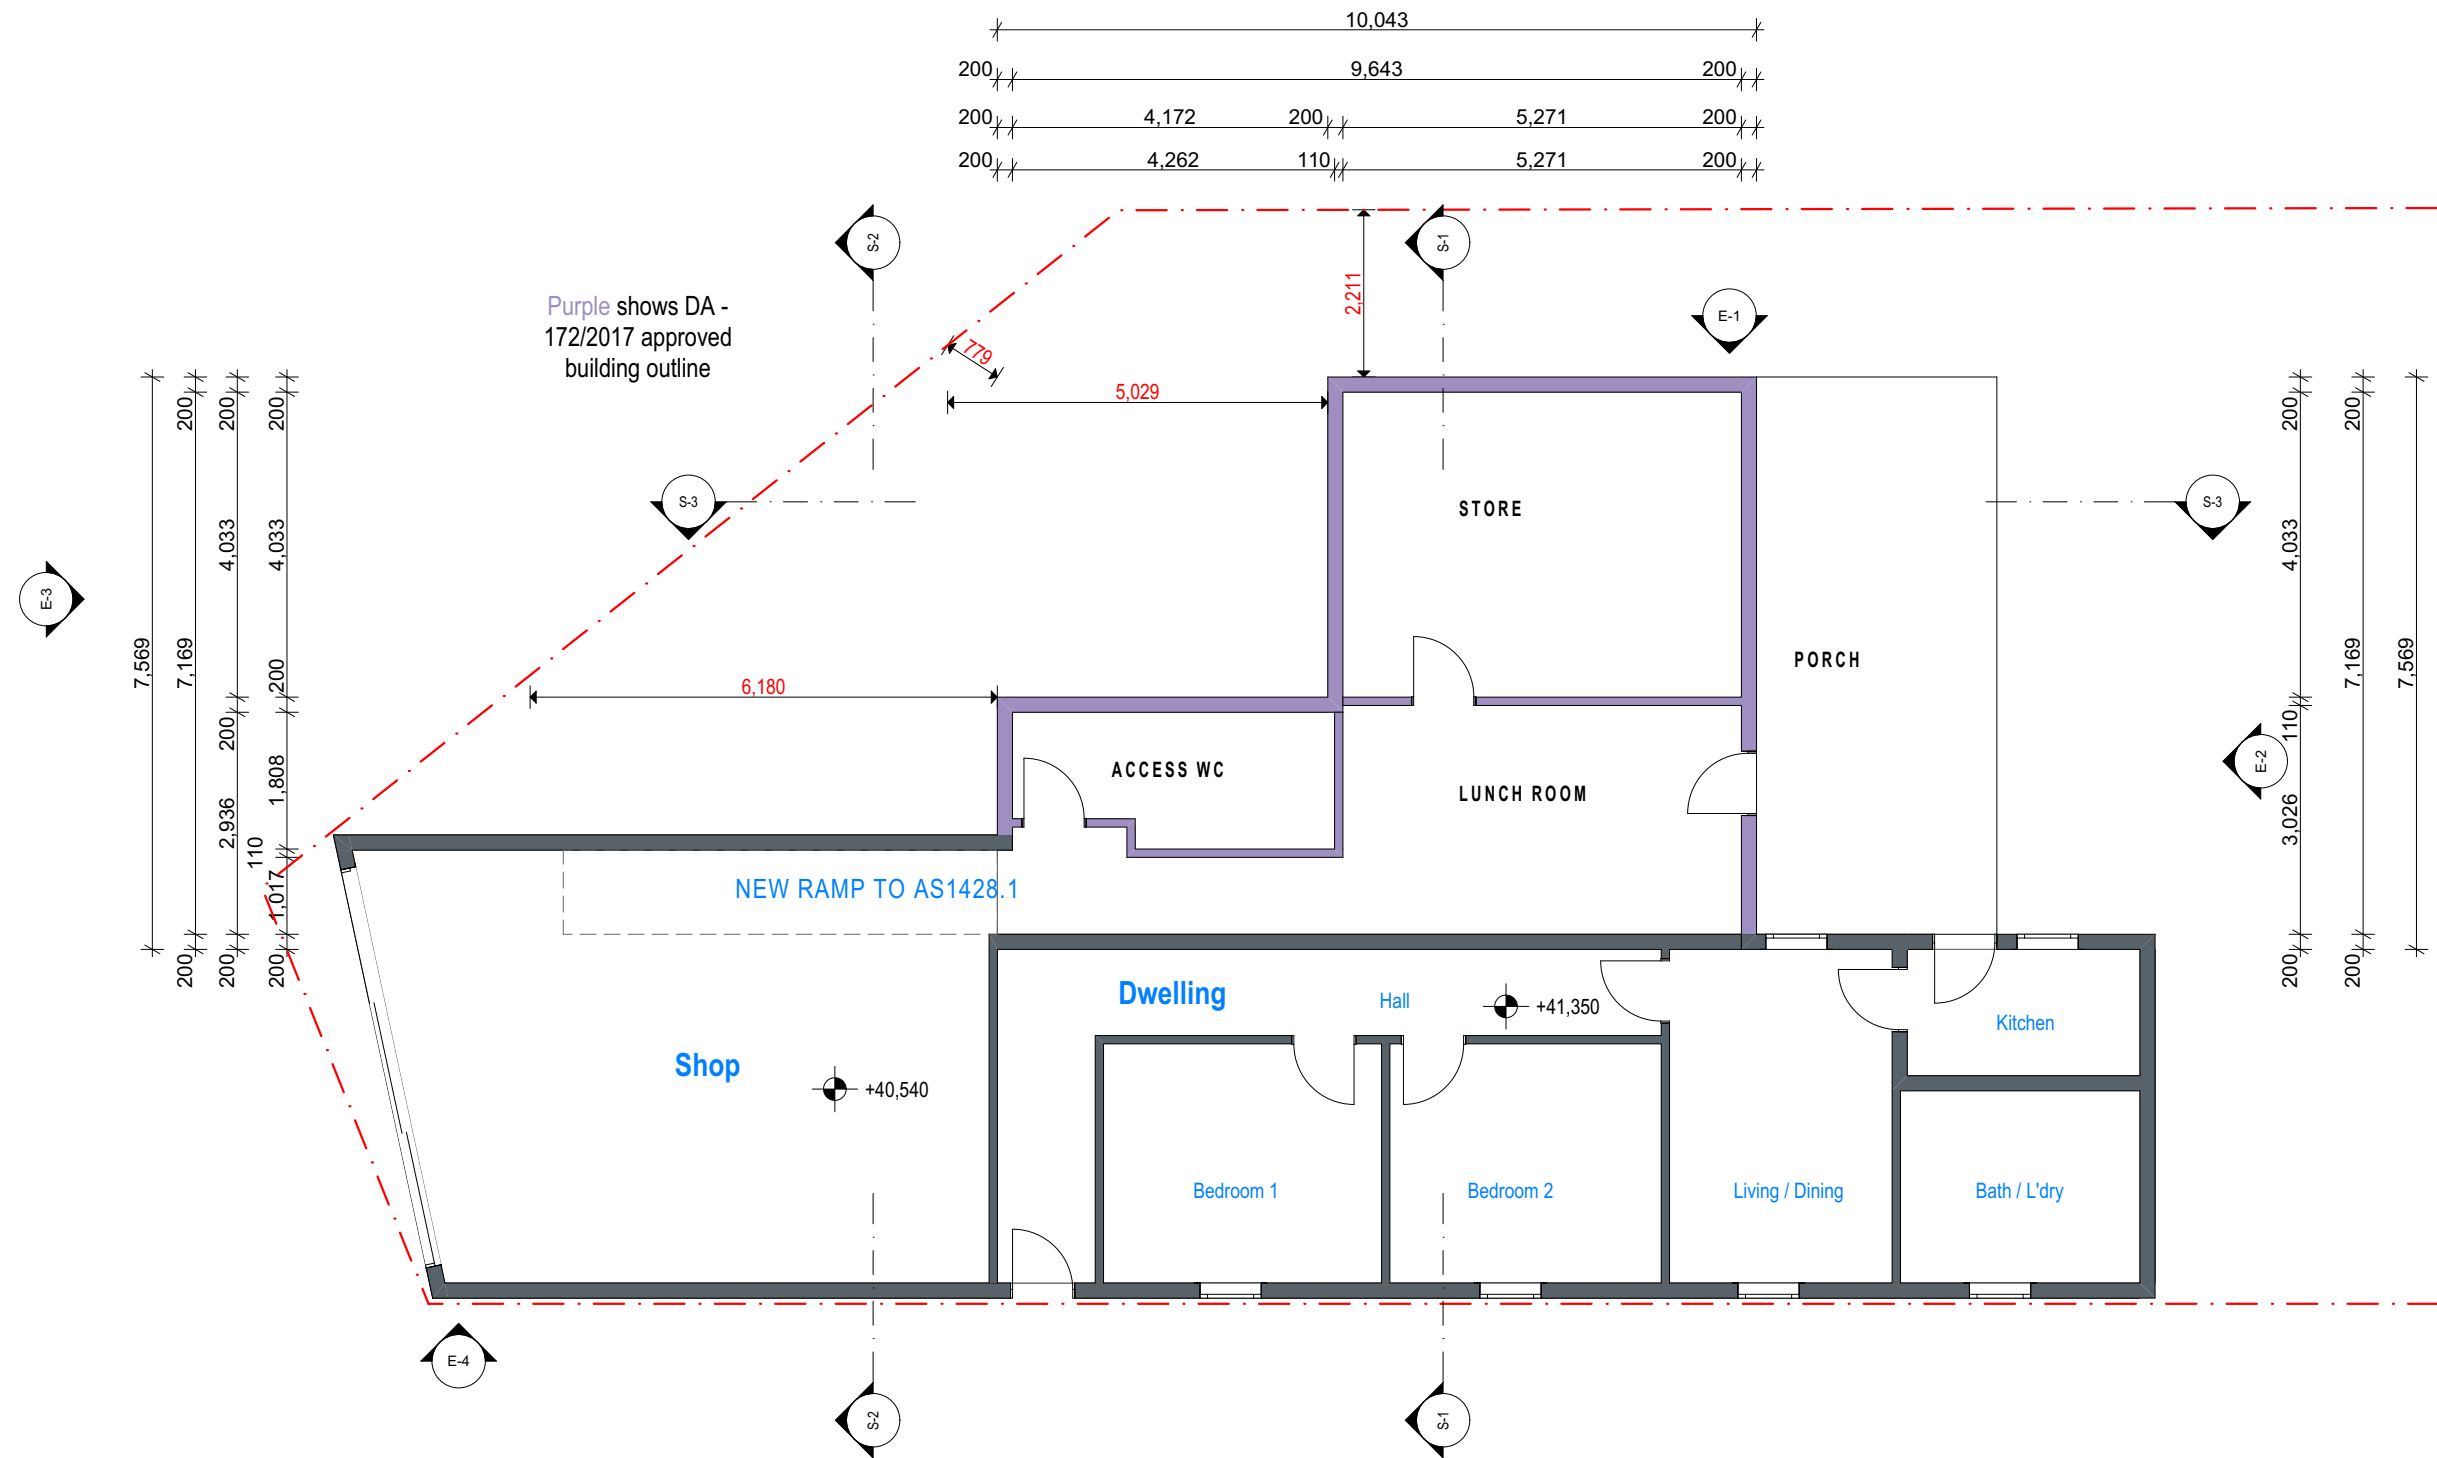 10,043
200 9,643 200
200 4,172 200 5,271 200
200 4,262 110 5,271 200
S-2
S-1
2,211
E-1
Purple shows DA -
172/2017 approved
building outline
779
5,029
200
200
200
200
200
S-3
STORE
S-3
4,033
4,033
4,033
E-3
7,569
7,169
200
6,180
PORCH
7,169
7,569
200
110
ACCESS WC
E-2
1,808
LUNCH ROOM
2,936
3,026
110
1,017
NEW RAMP TO AS1428.1
200
200
200
200
200
Dwelling
Hall
+41,350
Kitchen
Shop
+40,540
Bedroom 1
Bedroom 2
Living / Dining
Bath / L'dry
E-4
S-2
S-1